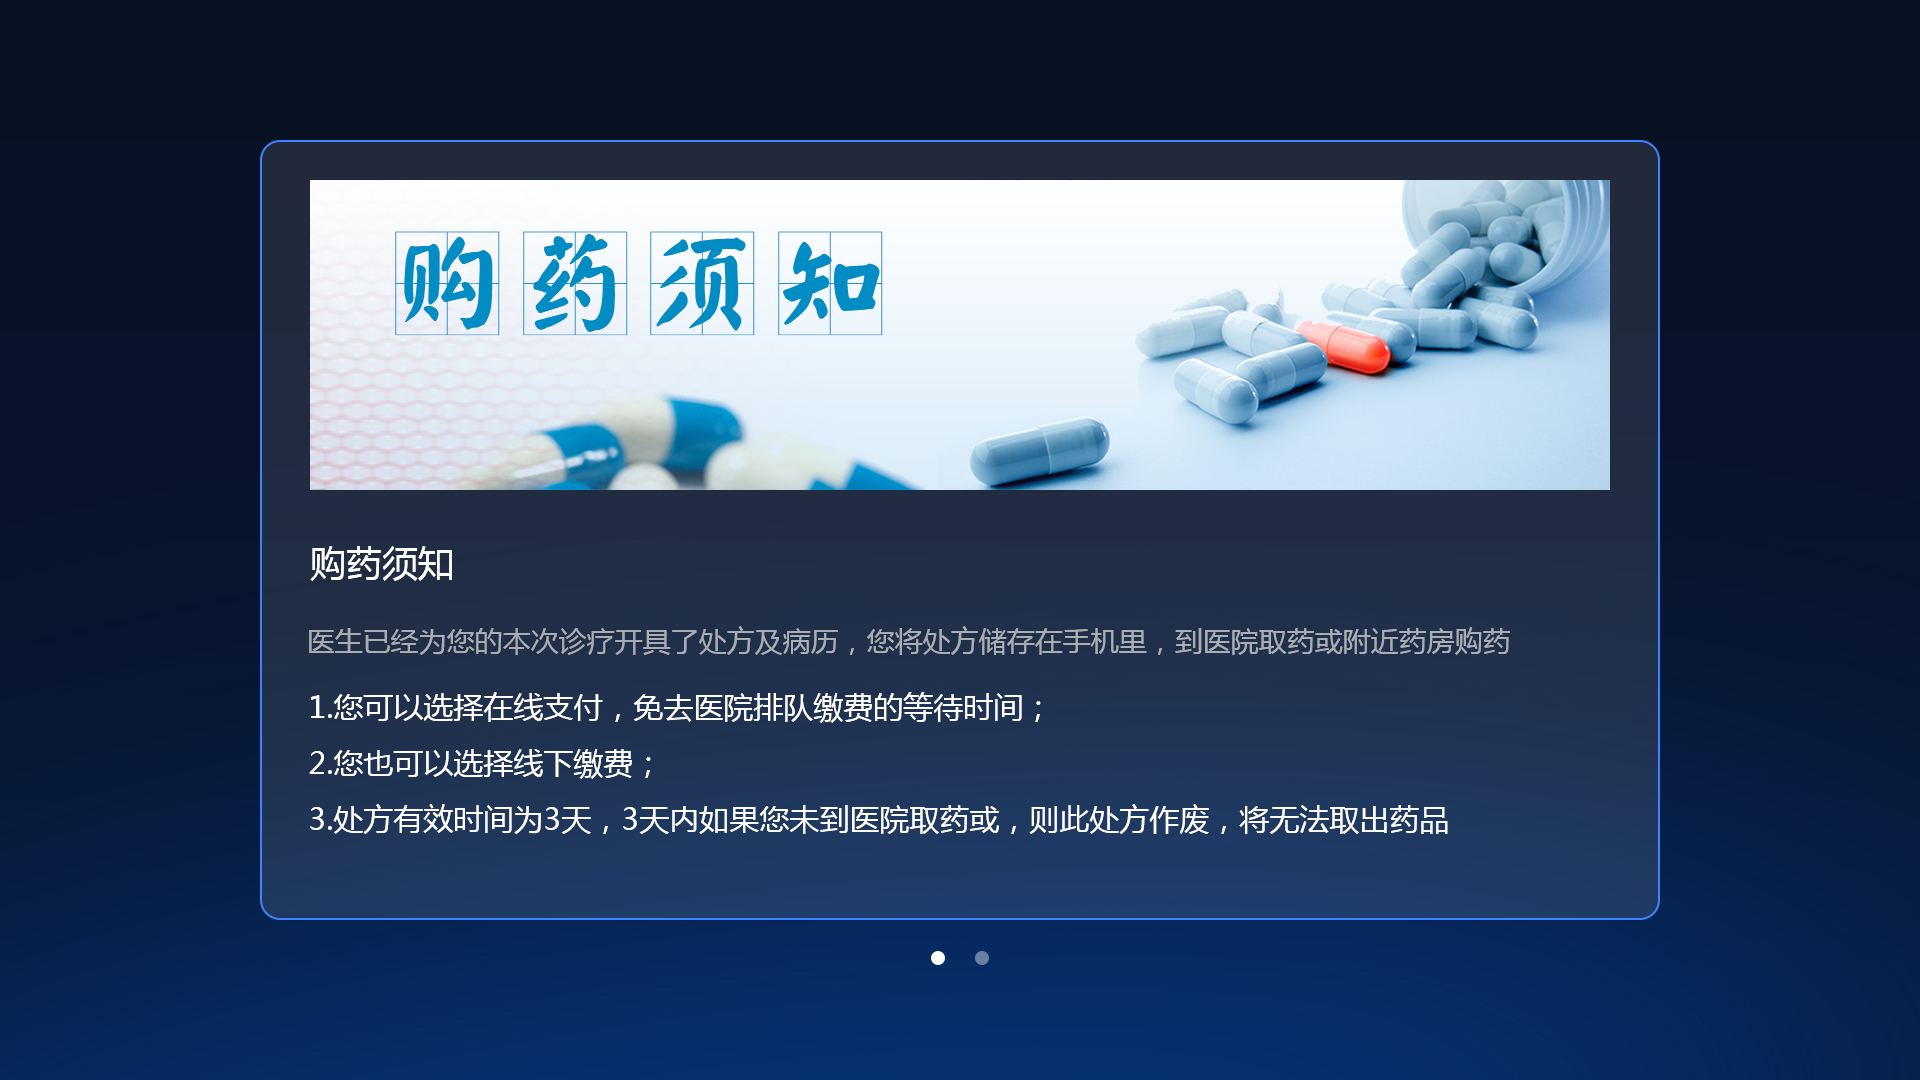 购药须知
购药须知
医生已经为您的本次诊疗开具了处方及病历，您将处方储存在手机里，到医院取药或附近药房购药
1.您可以选择在线支付，免去医院排队缴费的等待时间；
2.您也可以选择线下缴费；
3.处方有效时间为3天，3天内如果您未到医院取药或，则此处方作废，将无法取出药品